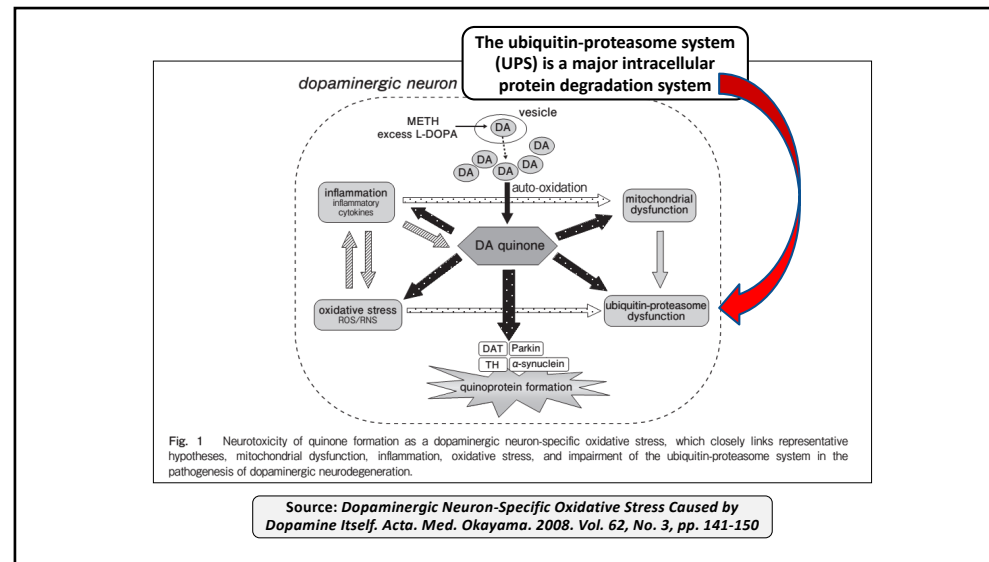 The ubiquitin-proteasome system
(UPS) is a major intracellular
protein degradation system
dopaminergic neuron
vesicle
METH
excess L-DOPA
DA
DA
DA
DA
DA
DA
auto-oxidation
inflammation
inflammatory
cytokines
mitochondrial
dysfunction
DA quinone
oxidative stress
ROS/RNS
ubiquitin-proteasome
dysfunction
DAT
Parkin
TH
α-synuclein
quinoprotein formation
Fig. 1 Neurotoxicity of quinone formation as a dopaminergic neuron-specific oxidative stress, which closely links representative
hypotheses, mitochondrial dysfunction, inflammation, oxidative stress, and impairment of the ubiquitin-proteasome system in the
pathogenesis of dopaminergic neurodegeneration.
Source: Dopaminergic Neuron-Specific Oxidative Stress Caused by
Dopamine Itself. Acta. Med. Okayama. 2008. Vol. 62, No. 3, pp. 141-150